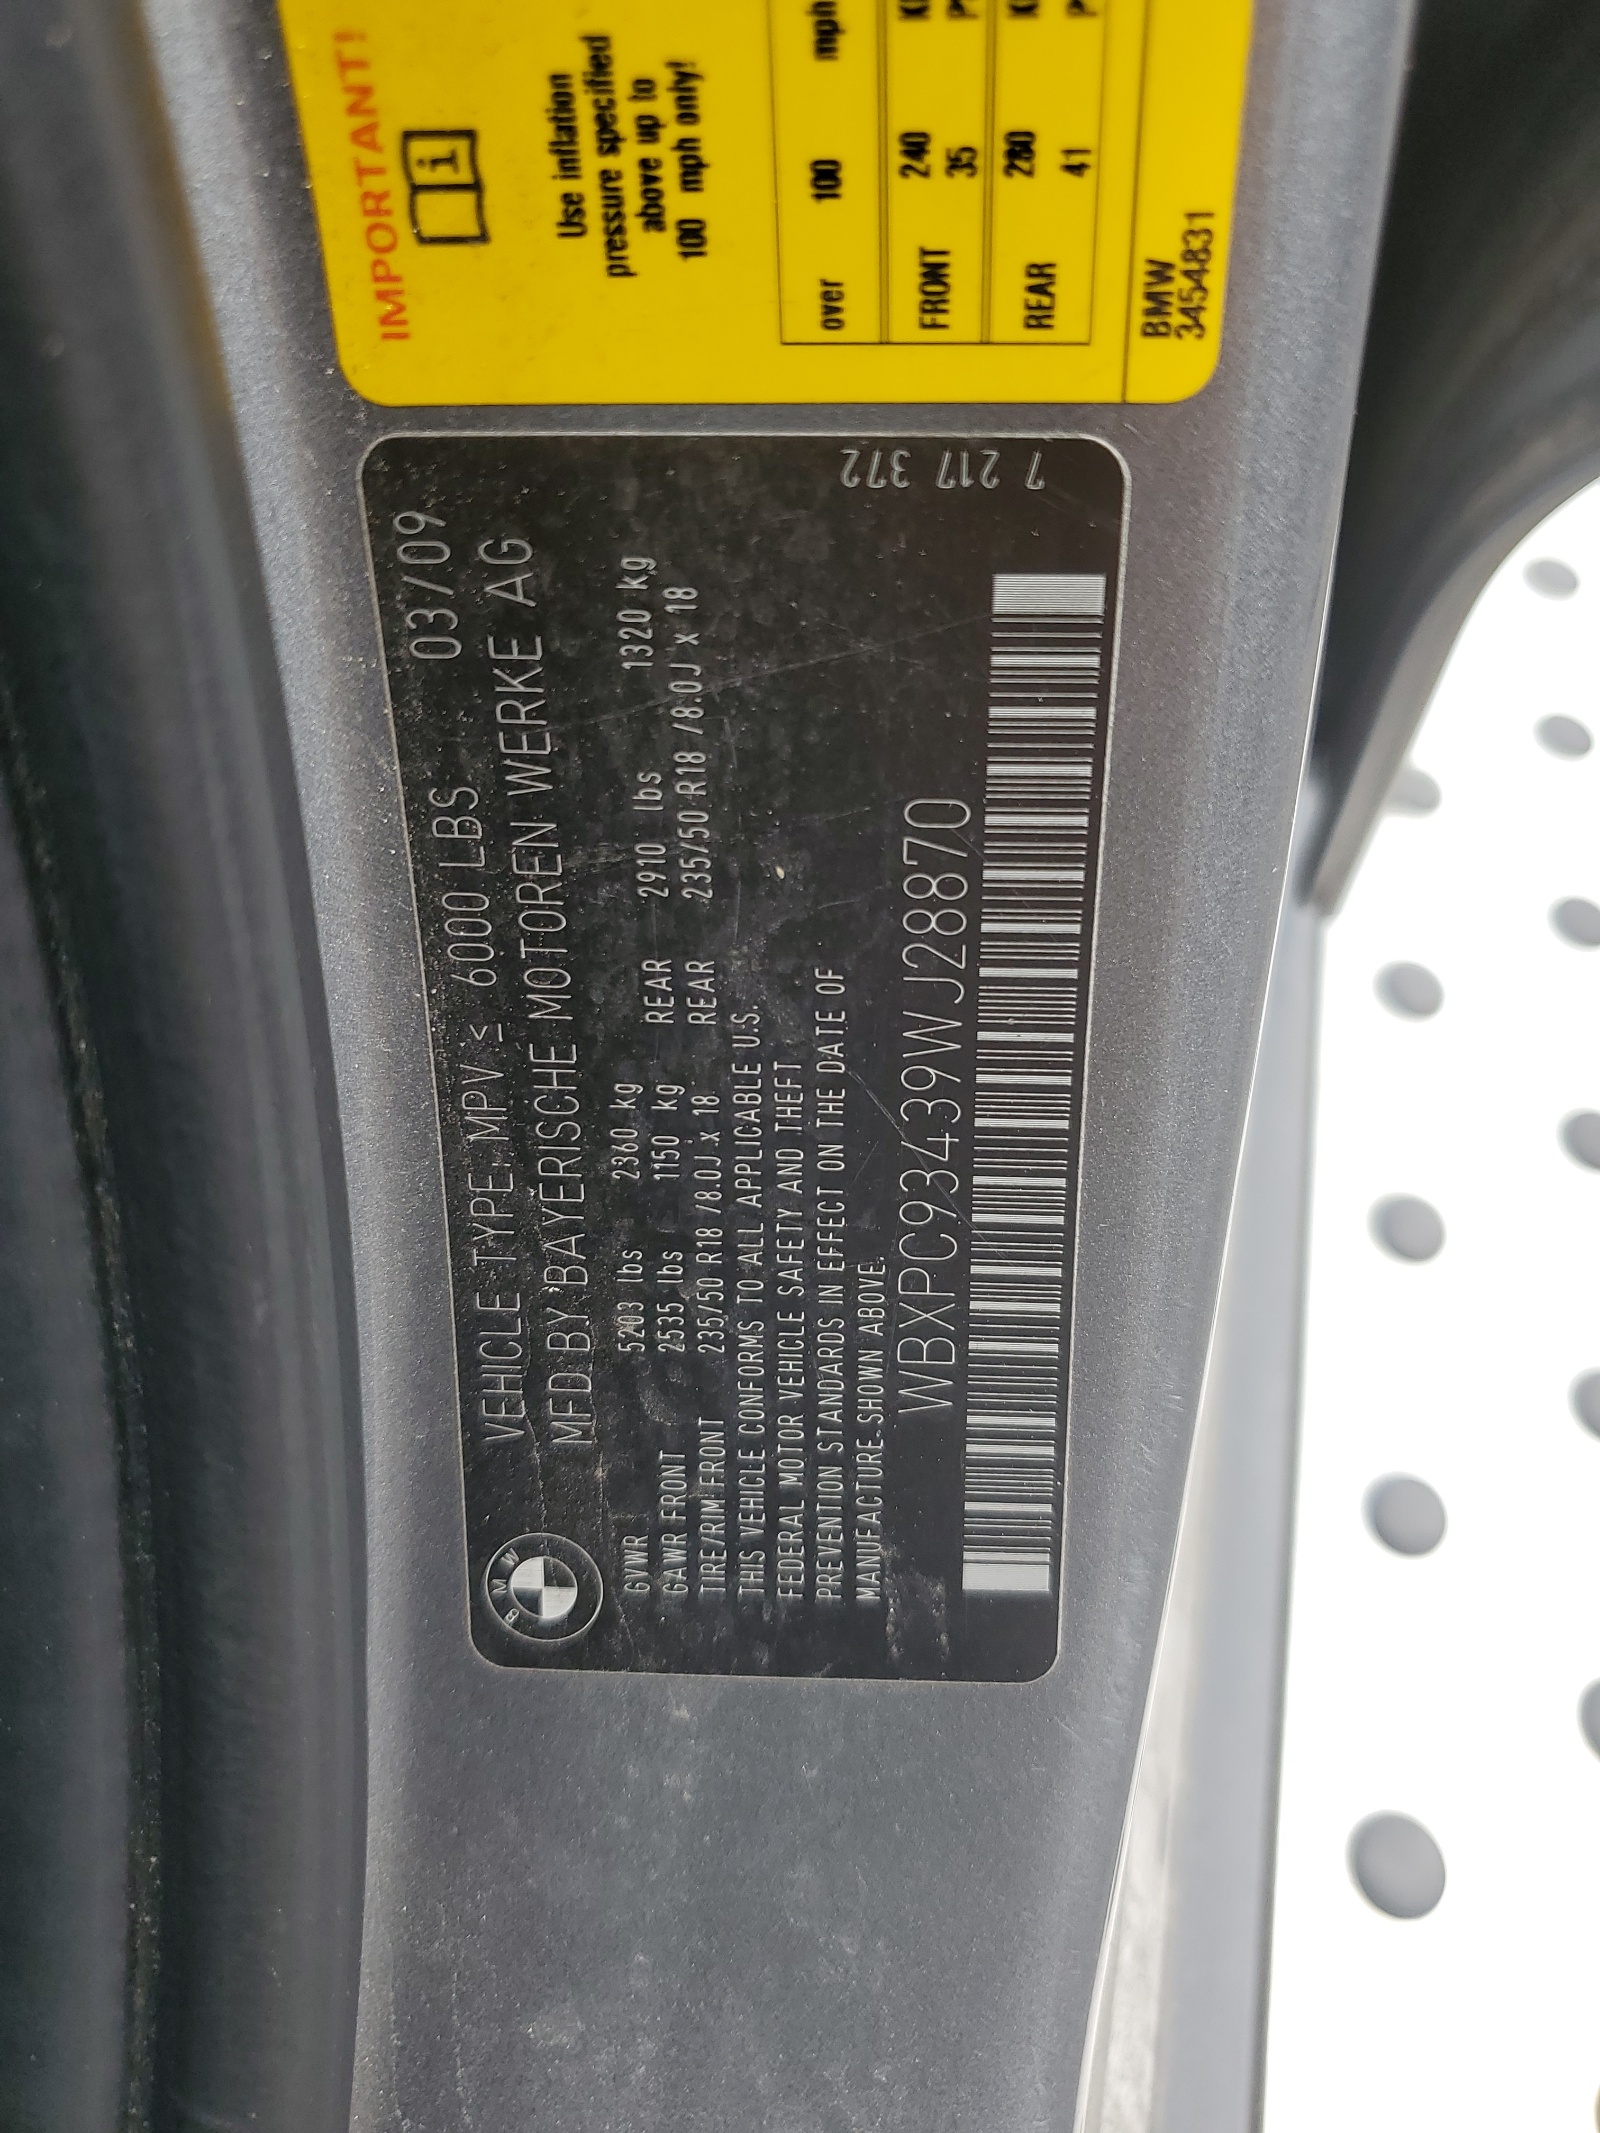 VEHICLE TYPE MPV ≤ 6000 LBS 03/09
MFD BY BAYERISCHE MOTOREN WERKE AG
GVWR 5203 lbs 2360 kg
GAWR FRONT 2535 lbs 1150 kg REAR 2910 lbs 1320 kg
TIRE/RIM FRONT 235/50 R18 /8.0J x 18 REAR 235/50 R18 /8.0J x 18
THIS VEHICLE CONFORMS TO ALL APPLICABLE U.S.
FEDERAL MOTOR VEHICLE SAFETY AND THEFT
PREVENTION STANDARDS IN EFFECT ON THE DATE OF
MANUFACTURE SHOWN ABOVE.
WBXPC93439WJ28870
7 217 372
BMW
IMPORTANT!
i
Use inflation
pressure specified
above up to
100 mph only!
over 100 mph
FRONT 240
35
REAR 280
41
BMW
3454831